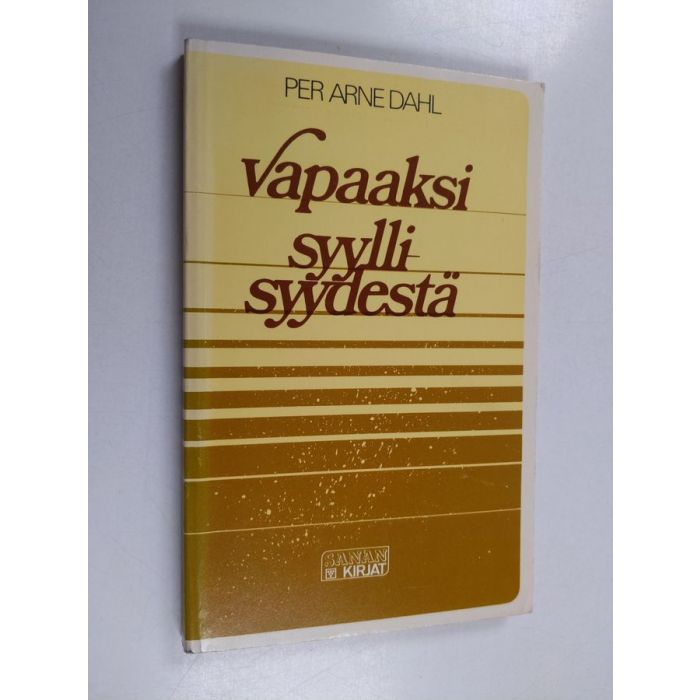 PER ARNE DAHL
vapaaksi
syylli-
syydestä
SANAN
KIRJAT